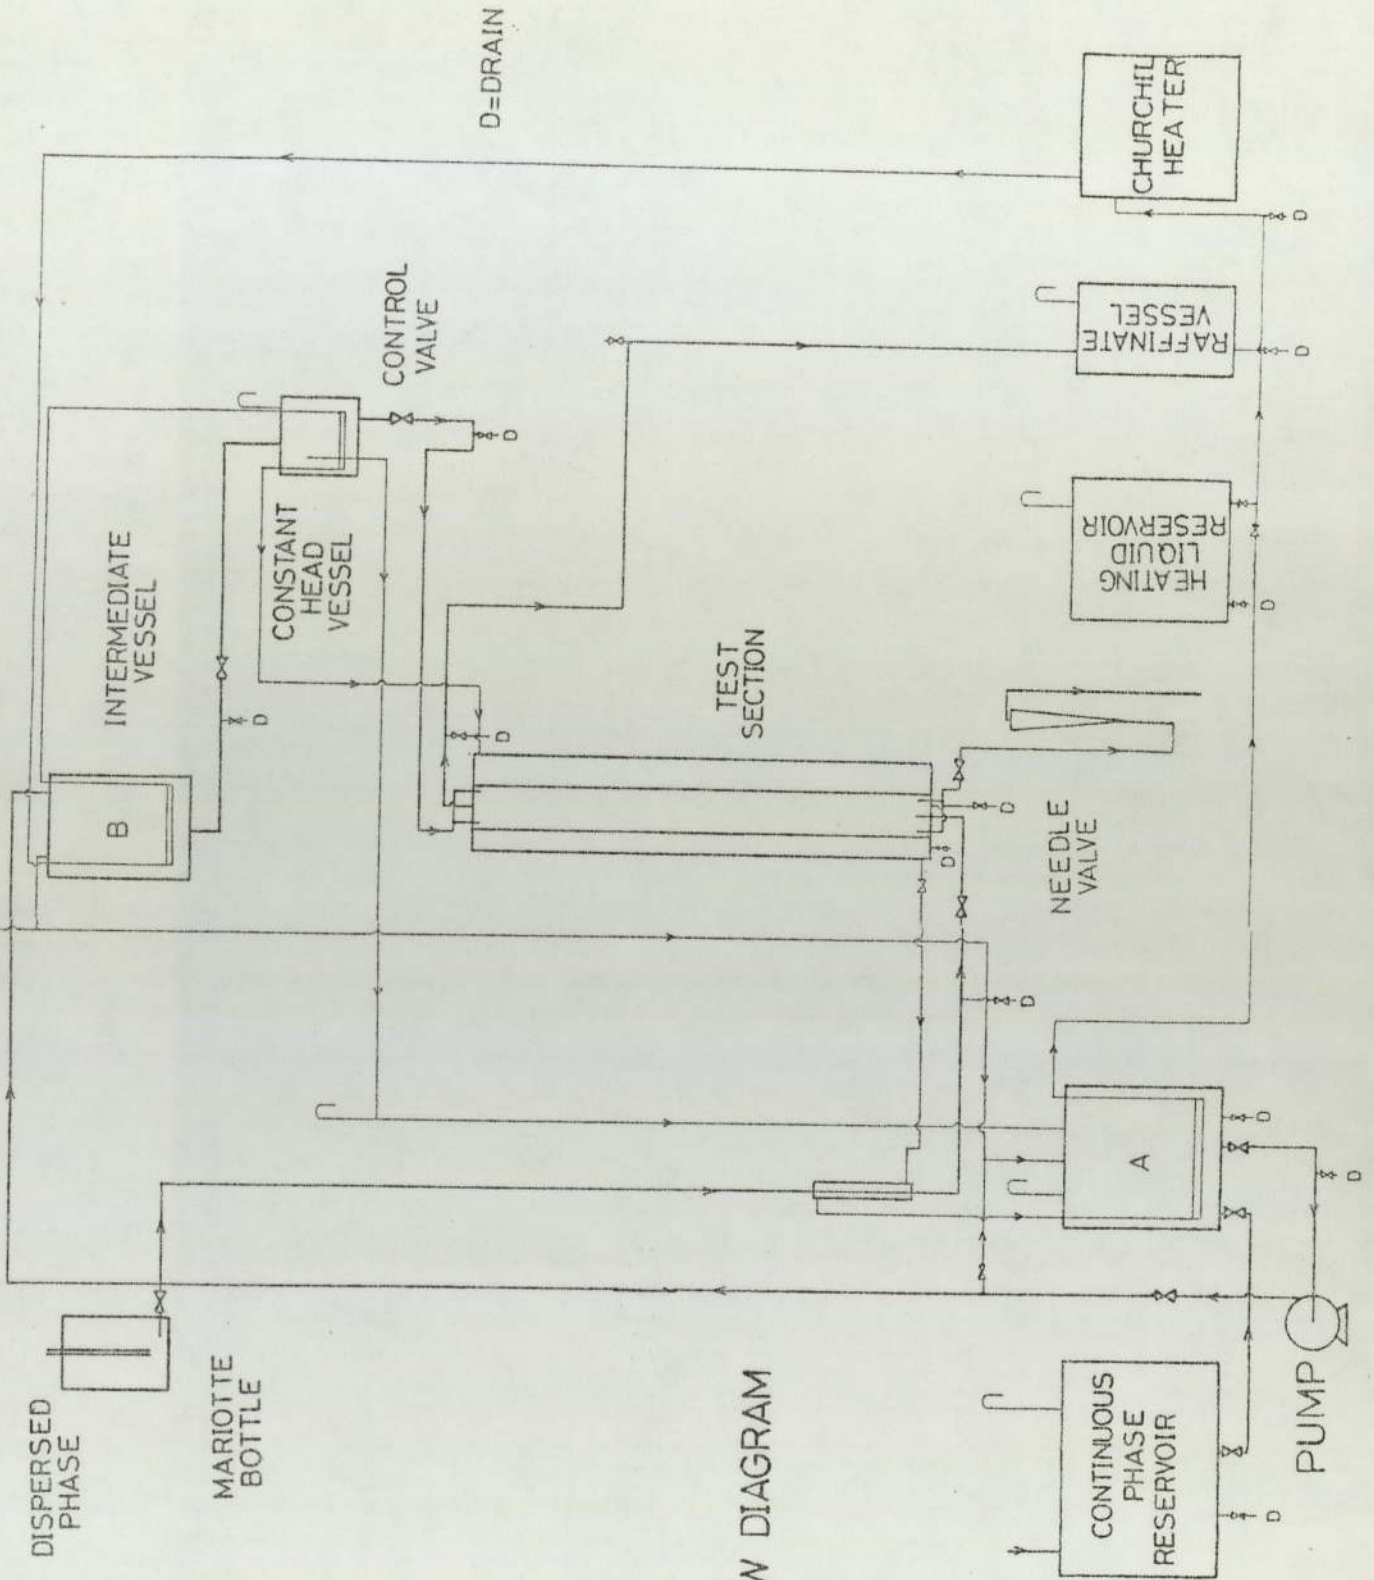 DISPERSED
PHASE
MARIOTTE
BOTTLE
W DIAGRAM
CONTINUOUS
PHASE
RESERVOIR
D
PUMP
D
A
D
D
B
INTERMEDIATE
VESSEL
D
CONSTANT
HEAD
VESSEL
CONTROL
VALVE
D
D
TEST
SECTION
D
D
NEEDLE
VALVE
HEATING
LIQUID
RESERVOIR
D
RAFFINATE
VESSEL
D
CHURCHIL
HEATER
D
D=DRAIN